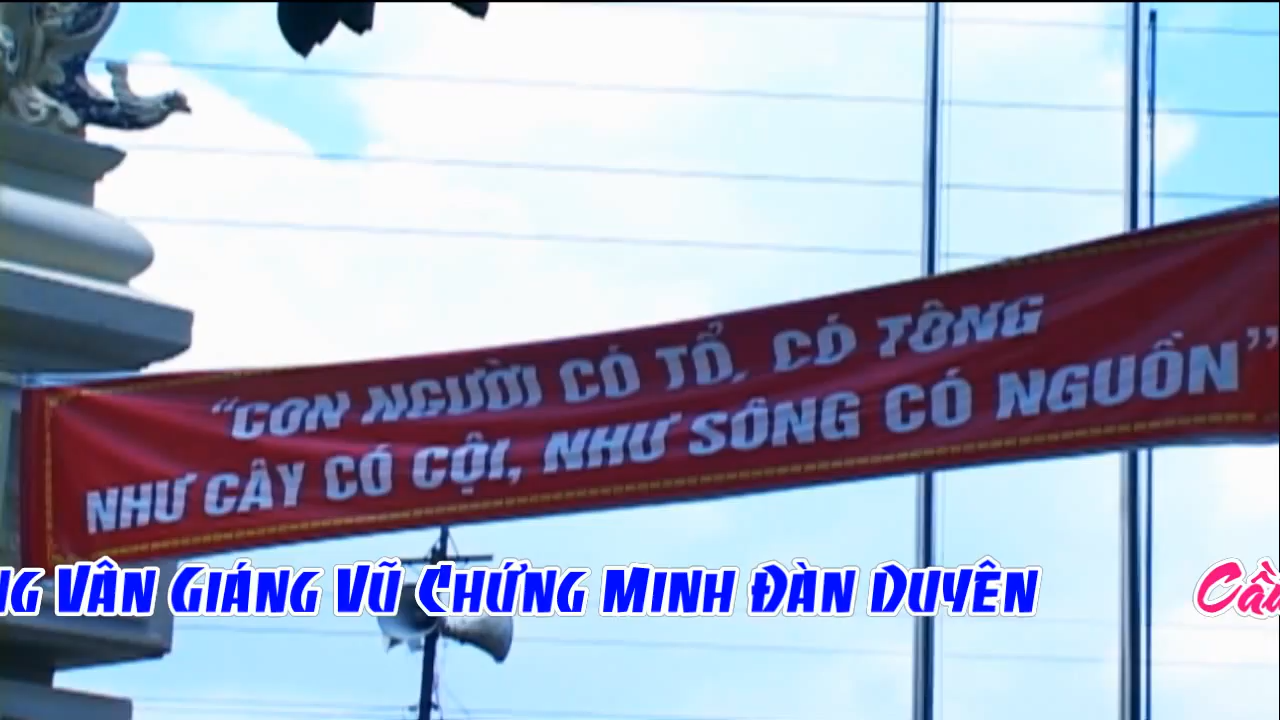 “CON NGƯỜI CÓ TỔ, CÓ TÔNG
NHƯ CÂY CÓ CỘI, NHƯ SÔNG CÓ NGUỒN”
VÂN GIÁNG VŨ CHỨNG MINH ĐÀN DUYÊN